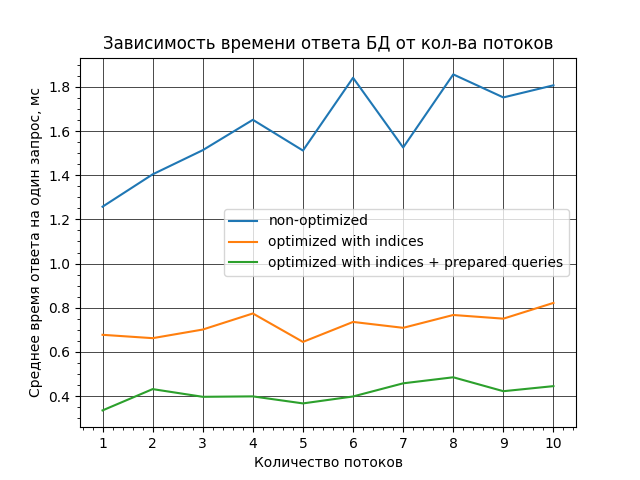 Зависимость времени ответа БД от кол-ва потоков
Среднее время ответа на один запрос, мс
1.8
1.6
1.4
1.2
1.0
0.8
0.6
0.4
non-optimized
optimized with indices
optimized with indices + prepared queries
1 2 3 4 5 6 7 8 9 10
Количество потоков